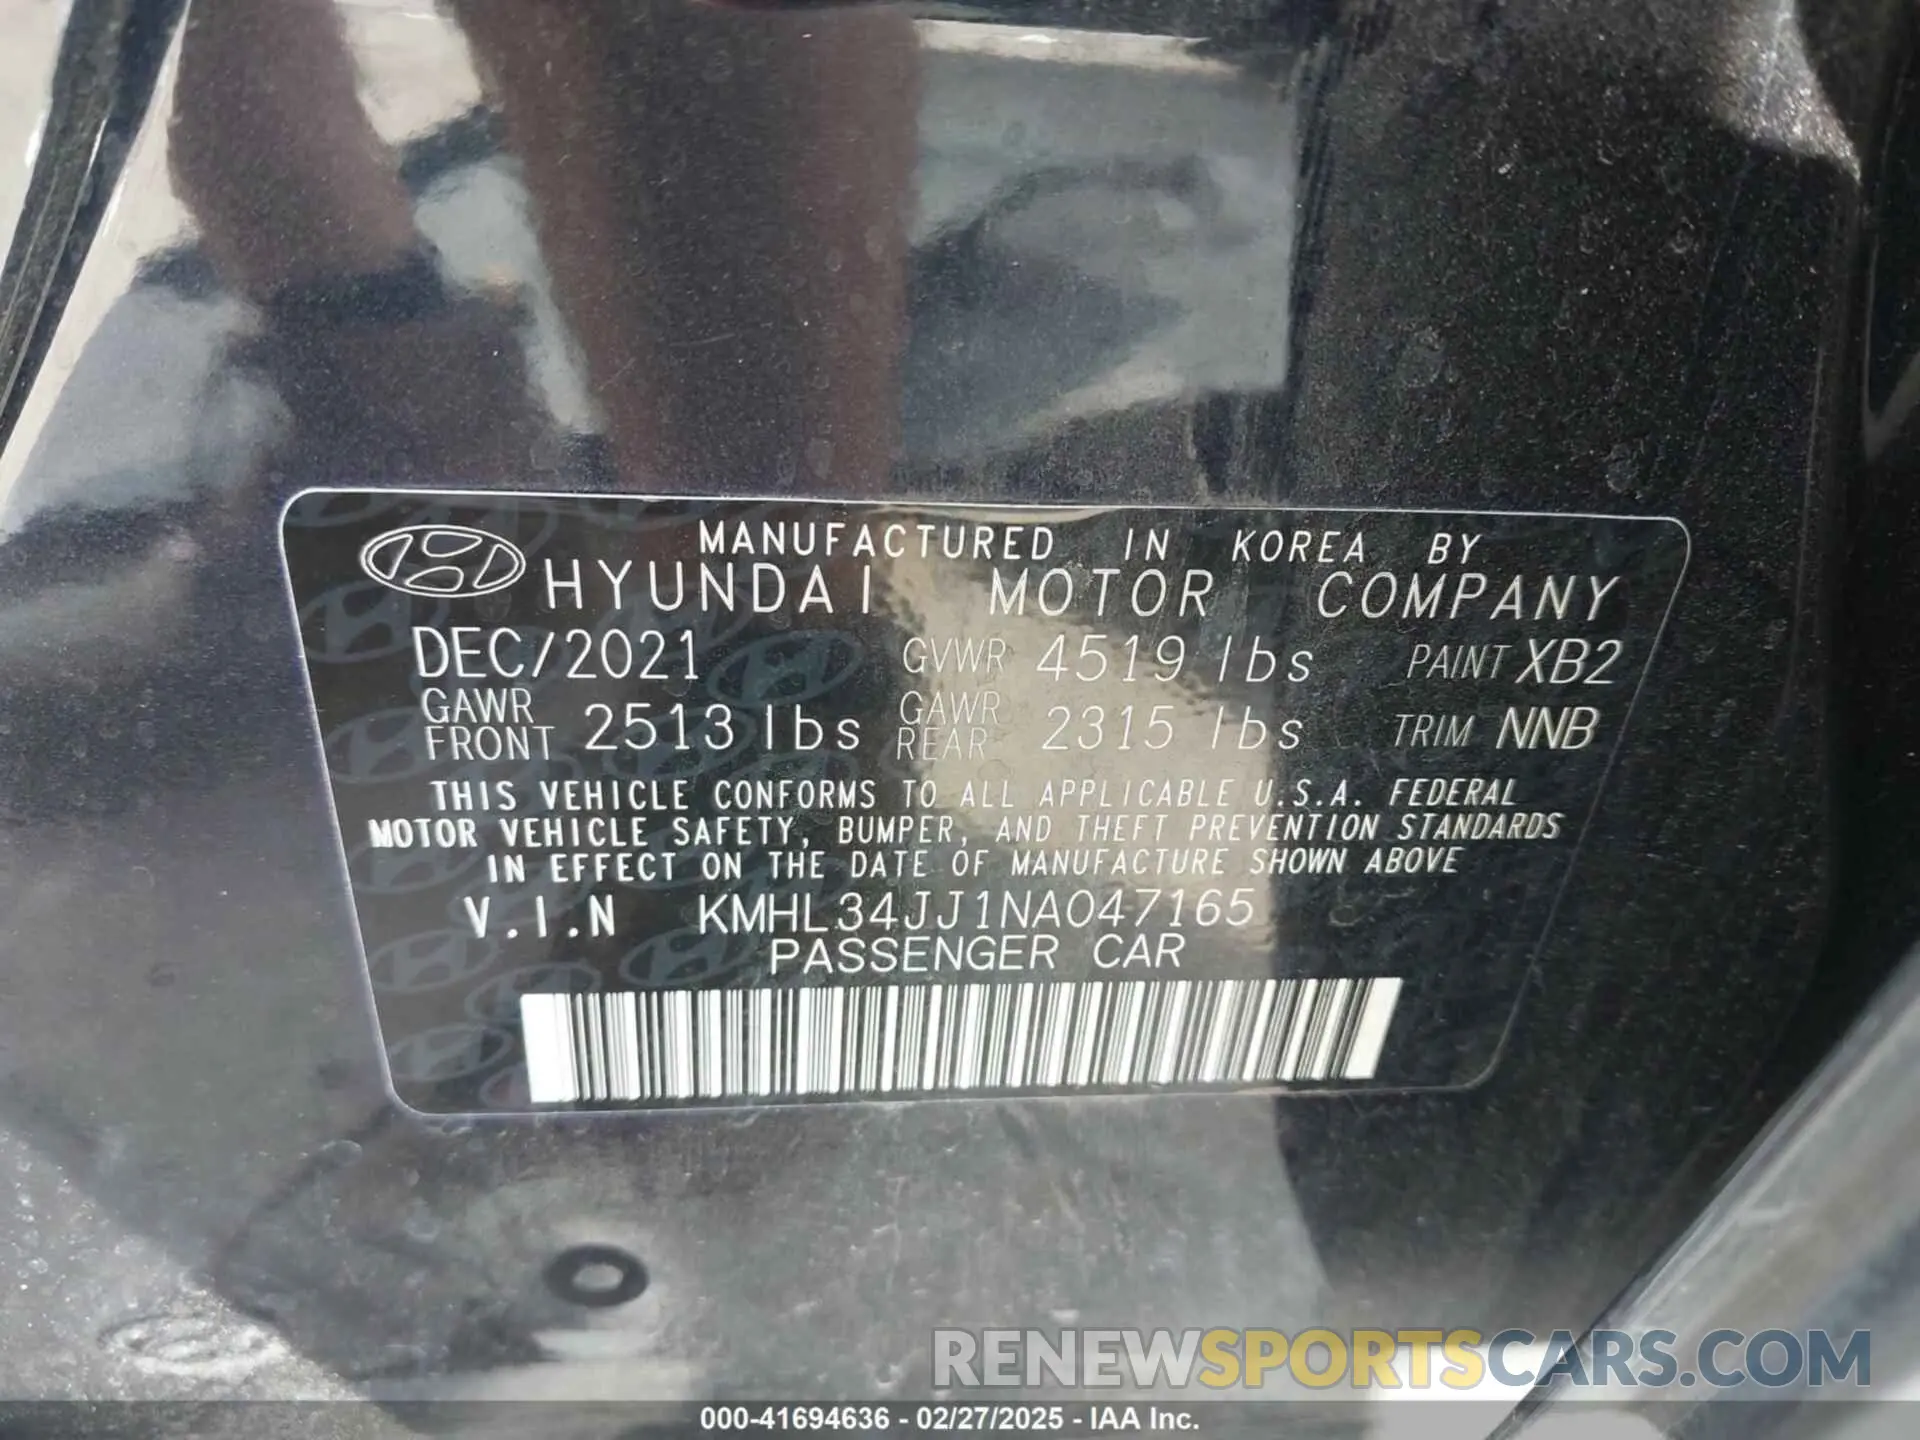 MANUFACTURED IN KOREA BY
HYUNDAI MOTOR COMPANY
DEC/2021 GVWR 4519 lbs PAINT XB2
GAWR FRONT 2513 lbs GAWR REAR 2315 lbs TRIM NNB
THIS VEHICLE CONFORMS TO ALL APPLICABLE U.S.A. FEDERAL
MOTOR VEHICLE SAFETY, BUMPER, AND THEFT PREVENTION STANDARDS
IN EFFECT ON THE DATE OF MANUFACTURE SHOWN ABOVE
V.I.N KMHL34JJ1NA047165
PASSENGER CAR
RENEWSPORTSCARS.COM
000-41694636 - 02/27/2025 - IAA Inc.